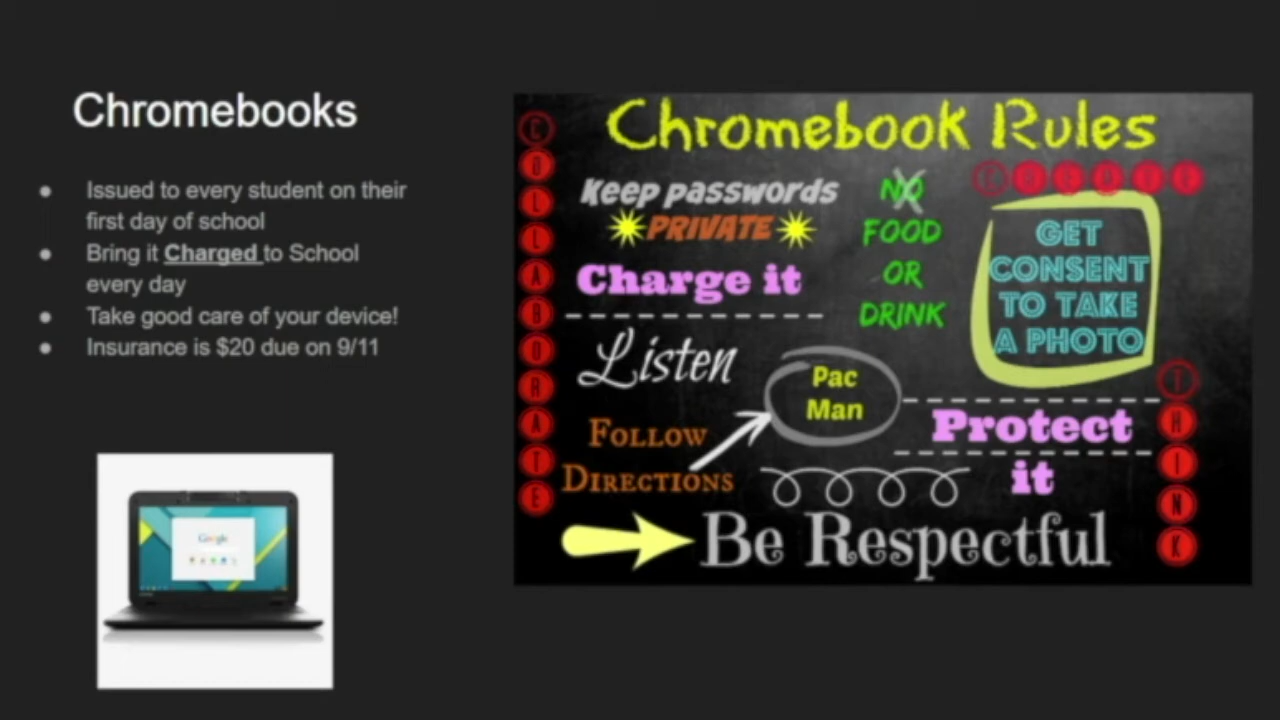 Chromebooks
Issued to every student on their
first day of school
Bring it Charged to School
every day
Take good care of your device!
Insurance is $20 due on 9/11
Google
Chromebook Rules
COLLABORATE
Keep passwords
PRIVATE
Charge it
Listen
FOLLOW
DIRECTIONS
NO
FOOD
OR
DRINK
Pac
Man
GET
CONSENT
TO TAKE
A PHOTO
Protect
it
THINK
Be Respectful